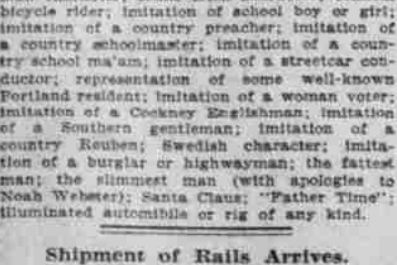 bicycle rider; imitation of school boy or girl;
imitation of a country preacher; imitation of
a country schoolmaster; imitation of a coun-
try school ma'am; imitation of a streetcar con-
ductor; representation of some well-known
Portland resident; imitation of a woman voter;
imitation of a Cockney Englishman; imitation
of a Southern gentleman; imitation of a
country Reuben; Swedish character; imita-
tion of a burglar or highwayman; the fattest
man; the slimmest man (with apologies to
Noah Webster); Santa Claus; "Father Time";
illuminated automibile or rig of any kind.
Shipment of Rails Arrives.